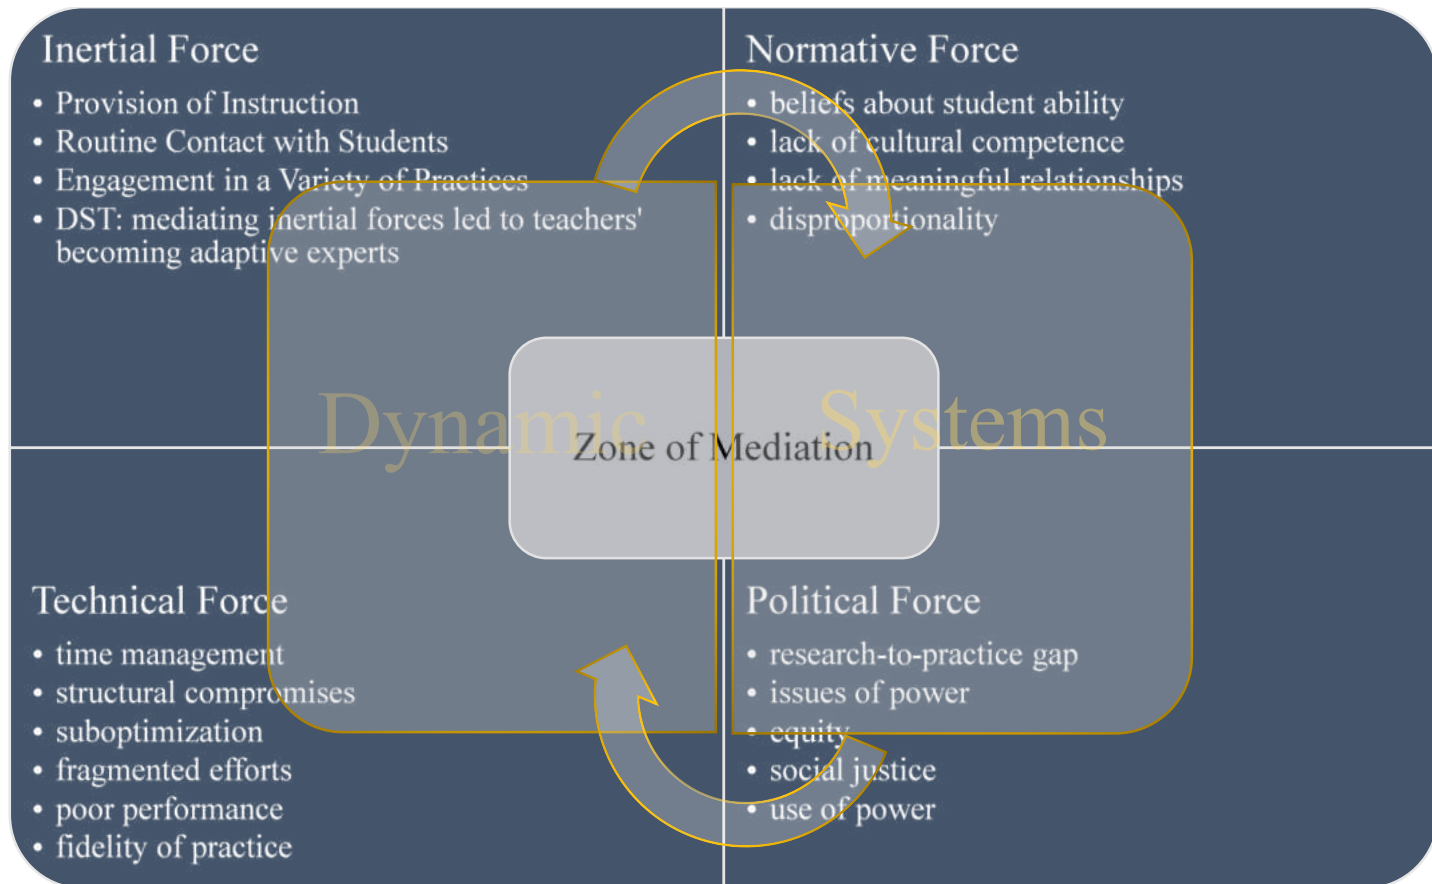 Inertial Force
• Provision of Instruction
• Routine Contact with Students
• Engagement in a Variety of Practices
• DST: mediating inertial forces led to teachers'
becoming adaptive experts
Normative Force
• beliefs about student ability
• lack of cultural competence
• lack of meaningful relationships
• disproportionality
Dynamic Systems
Zone of Mediation
Technical Force
• time management
• structural compromises
• suboptimization
• fragmented efforts
• poor performance
• fidelity of practice
Political Force
• research-to-practice gap
• issues of power
• equity
• social justice
• use of power